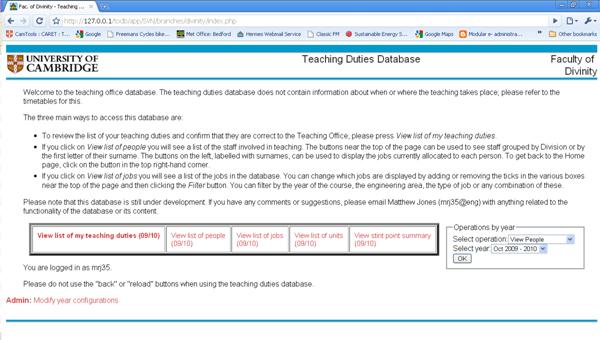 Fac. of Divinity - Teaching ...
http://127.0.0.1/todb/app/SVN/branches/divinity/index.php
CamTools : CARET : T... Google Freemans Cycles bike... Met Office: Bedford Hermes Webmail Service Classic FM Sustainable Energy S... Google Maps Modular e- administra... » Other bookmarks
UNIVERSITY OF
CAMBRIDGE
Teaching Duties Database
Faculty of
Divinity
Welcome to the teaching office database. The teaching duties database does not contain information about when or where the teaching takes place; please refer to the
timetables for this.
The three main ways to access this database are:
• To review the list of your teaching duties and confirm that they are correct to the Teaching Office, please press View list of my teaching duties.
• If you click on View list of people you will see a list of the staff involved in teaching. The buttons near the top of the page can be used to see staff grouped by Division or by
the first letter of their surname. The buttons on the left, labelled with surnames, can be used to display the jobs currently allocated to each person. To get back to the Home
page, click on the button in the top right-hand corner.
• If you click on View list of jobs you will see a list of the jobs in the database. You can change which jobs are displayed by adding or removing the ticks in the various boxes
near the top of the page and then clicking the Filter button. You can filter by the year of the course, the engineering area, the type of job or any combination of these.
Please note that this database is still under development. If you have any comments or suggestions, please email Matthew Jones (mrj35@eng) with anything related to the
functionality of the database or its content.
View list of my teaching duties (09/10)
View list of people
(09/10)
View list of jobs
(09/10)
View list of units
(09/10)
View stint point summary
(09/10)
Operations by year
Select operation: View People
Select year: Oct 2009 - 2010
OK
You are logged in as mrj35.
Please do not use the "back" or "reload" buttons when using the teaching duties database.
Admin: Modify year configurations.